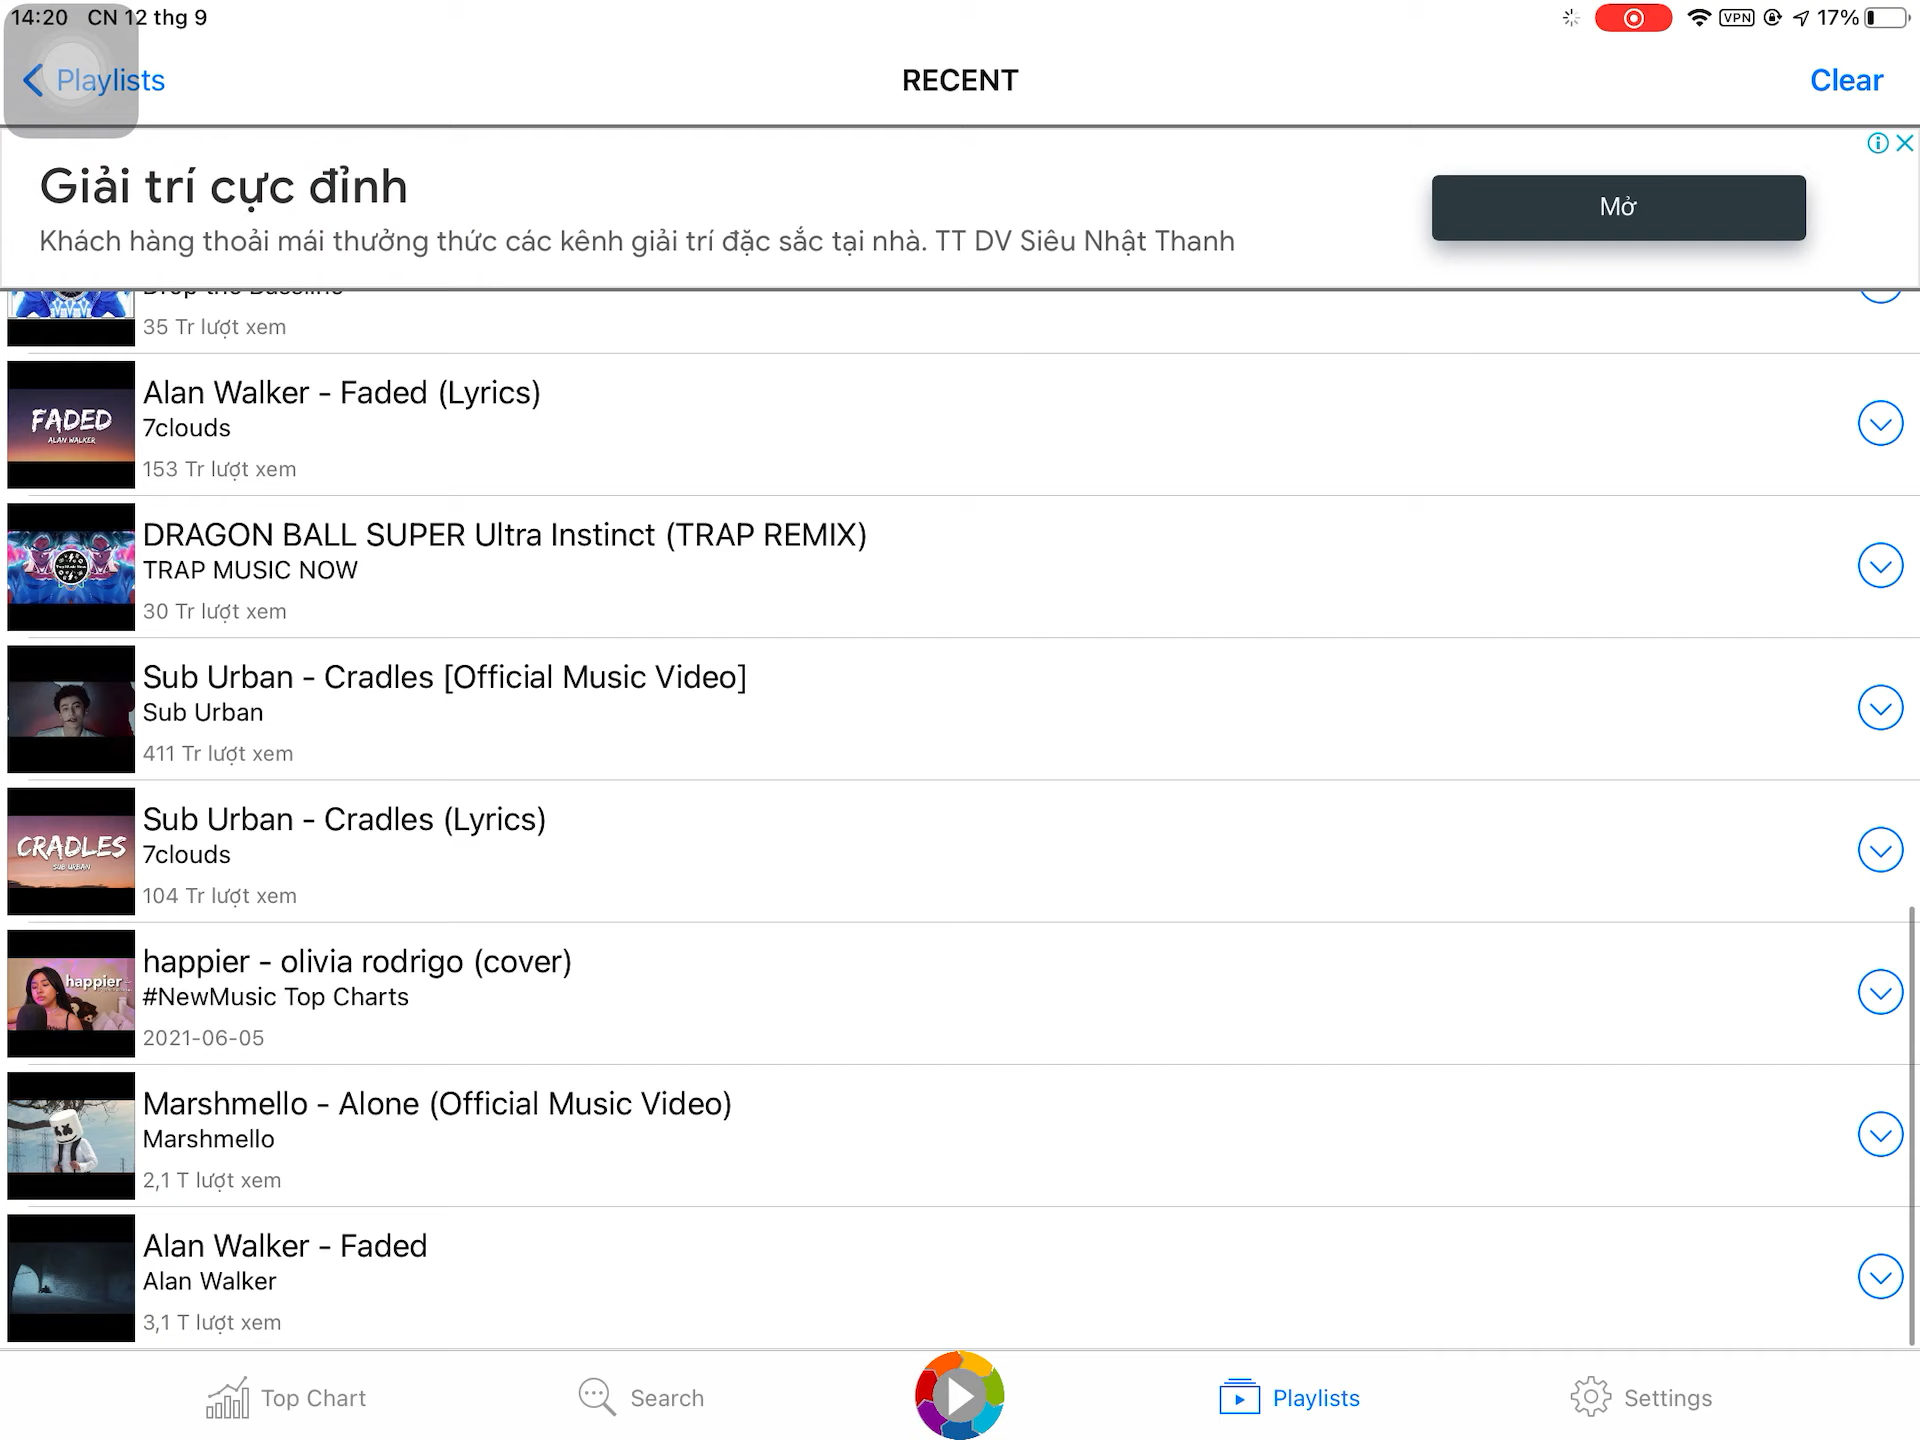 14:20 CN 12 thg 9
VPN 17%
Playlists
RECENT
Clear
Giải trí cực đỉnh
Khách hàng thoải mái thưởng thức các kênh giải trí đặc sắc tại nhà. TT DV Siêu Nhật Thanh
Mở
Drop the Bassline
35 Tr lượt xem
FADED
ALAN WALKER
Alan Walker - Faded (Lyrics)
7clouds
153 Tr lượt xem
DRAGON BALL SUPER Ultra Instinct (TRAP REMIX)
TRAP MUSIC NOW
30 Tr lượt xem
Sub Urban - Cradles [Official Music Video]
Sub Urban
411 Tr lượt xem
CRADLES
SUB URBAN
Sub Urban - Cradles (Lyrics)
7clouds
104 Tr lượt xem
happier
happier - olivia rodrigo (cover)
#NewMusic Top Charts
2021-06-05
Marshmello - Alone (Official Music Video)
Marshmello
2,1 T lượt xem
Alan Walker - Faded
Alan Walker
3,1 T lượt xem
Top Chart
Search
Playlists
Settings